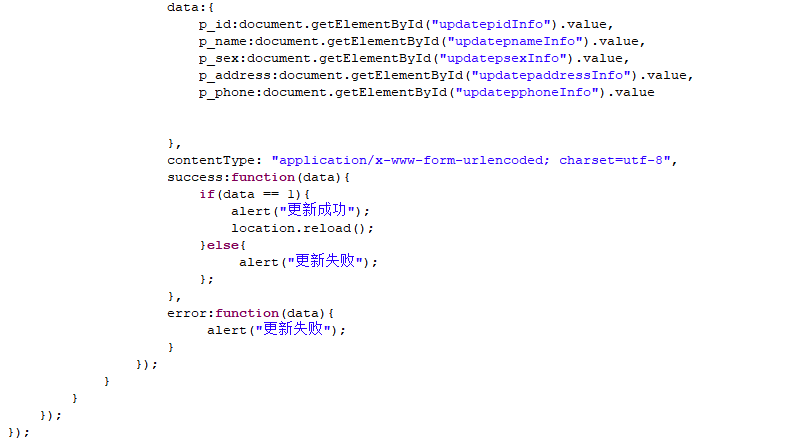 data:{
p_id:document.getElementById("updatepidInfo").value,
p_name:document.getElementById("updatepnameInfo").value,
p_sex:document.getElementById("updatepsexInfo").value,
p_address:document.getElementById("updatepaddressInfo").value,
p_phone:document.getElementById("updatepphoneInfo").value
},
contentType: "application/x-www-form-urlencoded; charset=utf-8",
success:function(data){
if(data == 1){
alert("更新成功");
location.reload();
}else{
alert("更新失败");
};
},
error:function(data){
alert("更新失败");
}
});
}
}
});
});